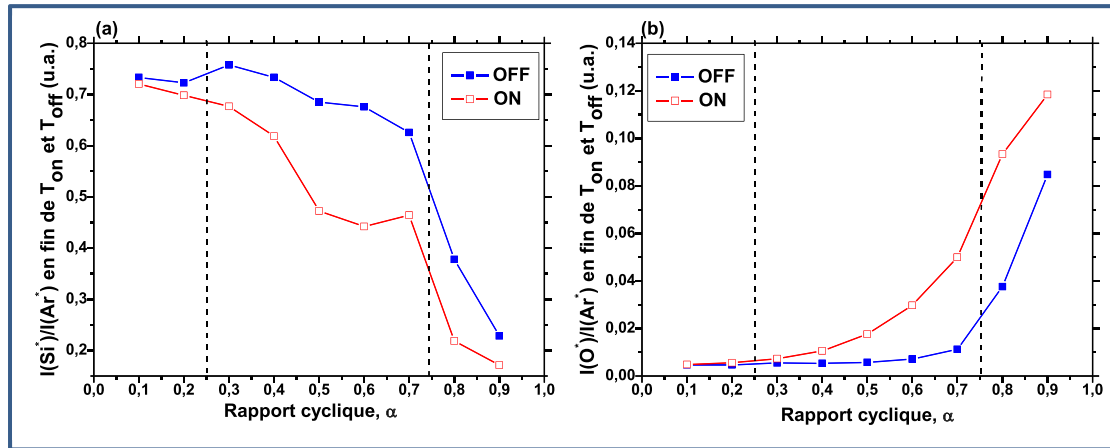 (a)
OFF
ON
I(Si*)/I(Ar*) en fin de Ton et Toff (u.a.)
0,8
0,7
0,6
0,5
0,4
0,3
0,2
0,0 0,1 0,2 0,3 0,4 0,5 0,6 0,7 0,8 0,9 1,0
Rapport cyclique, α
(b)
OFF
ON
I(O*)/I(Ar*) en fin de Ton et Toff (u.a.)
0,14
0,12
0,10
0,08
0,06
0,04
0,02
0,00
0,0 0,1 0,2 0,3 0,4 0,5 0,6 0,7 0,8 0,9 1,0
Rapport cyclique, α